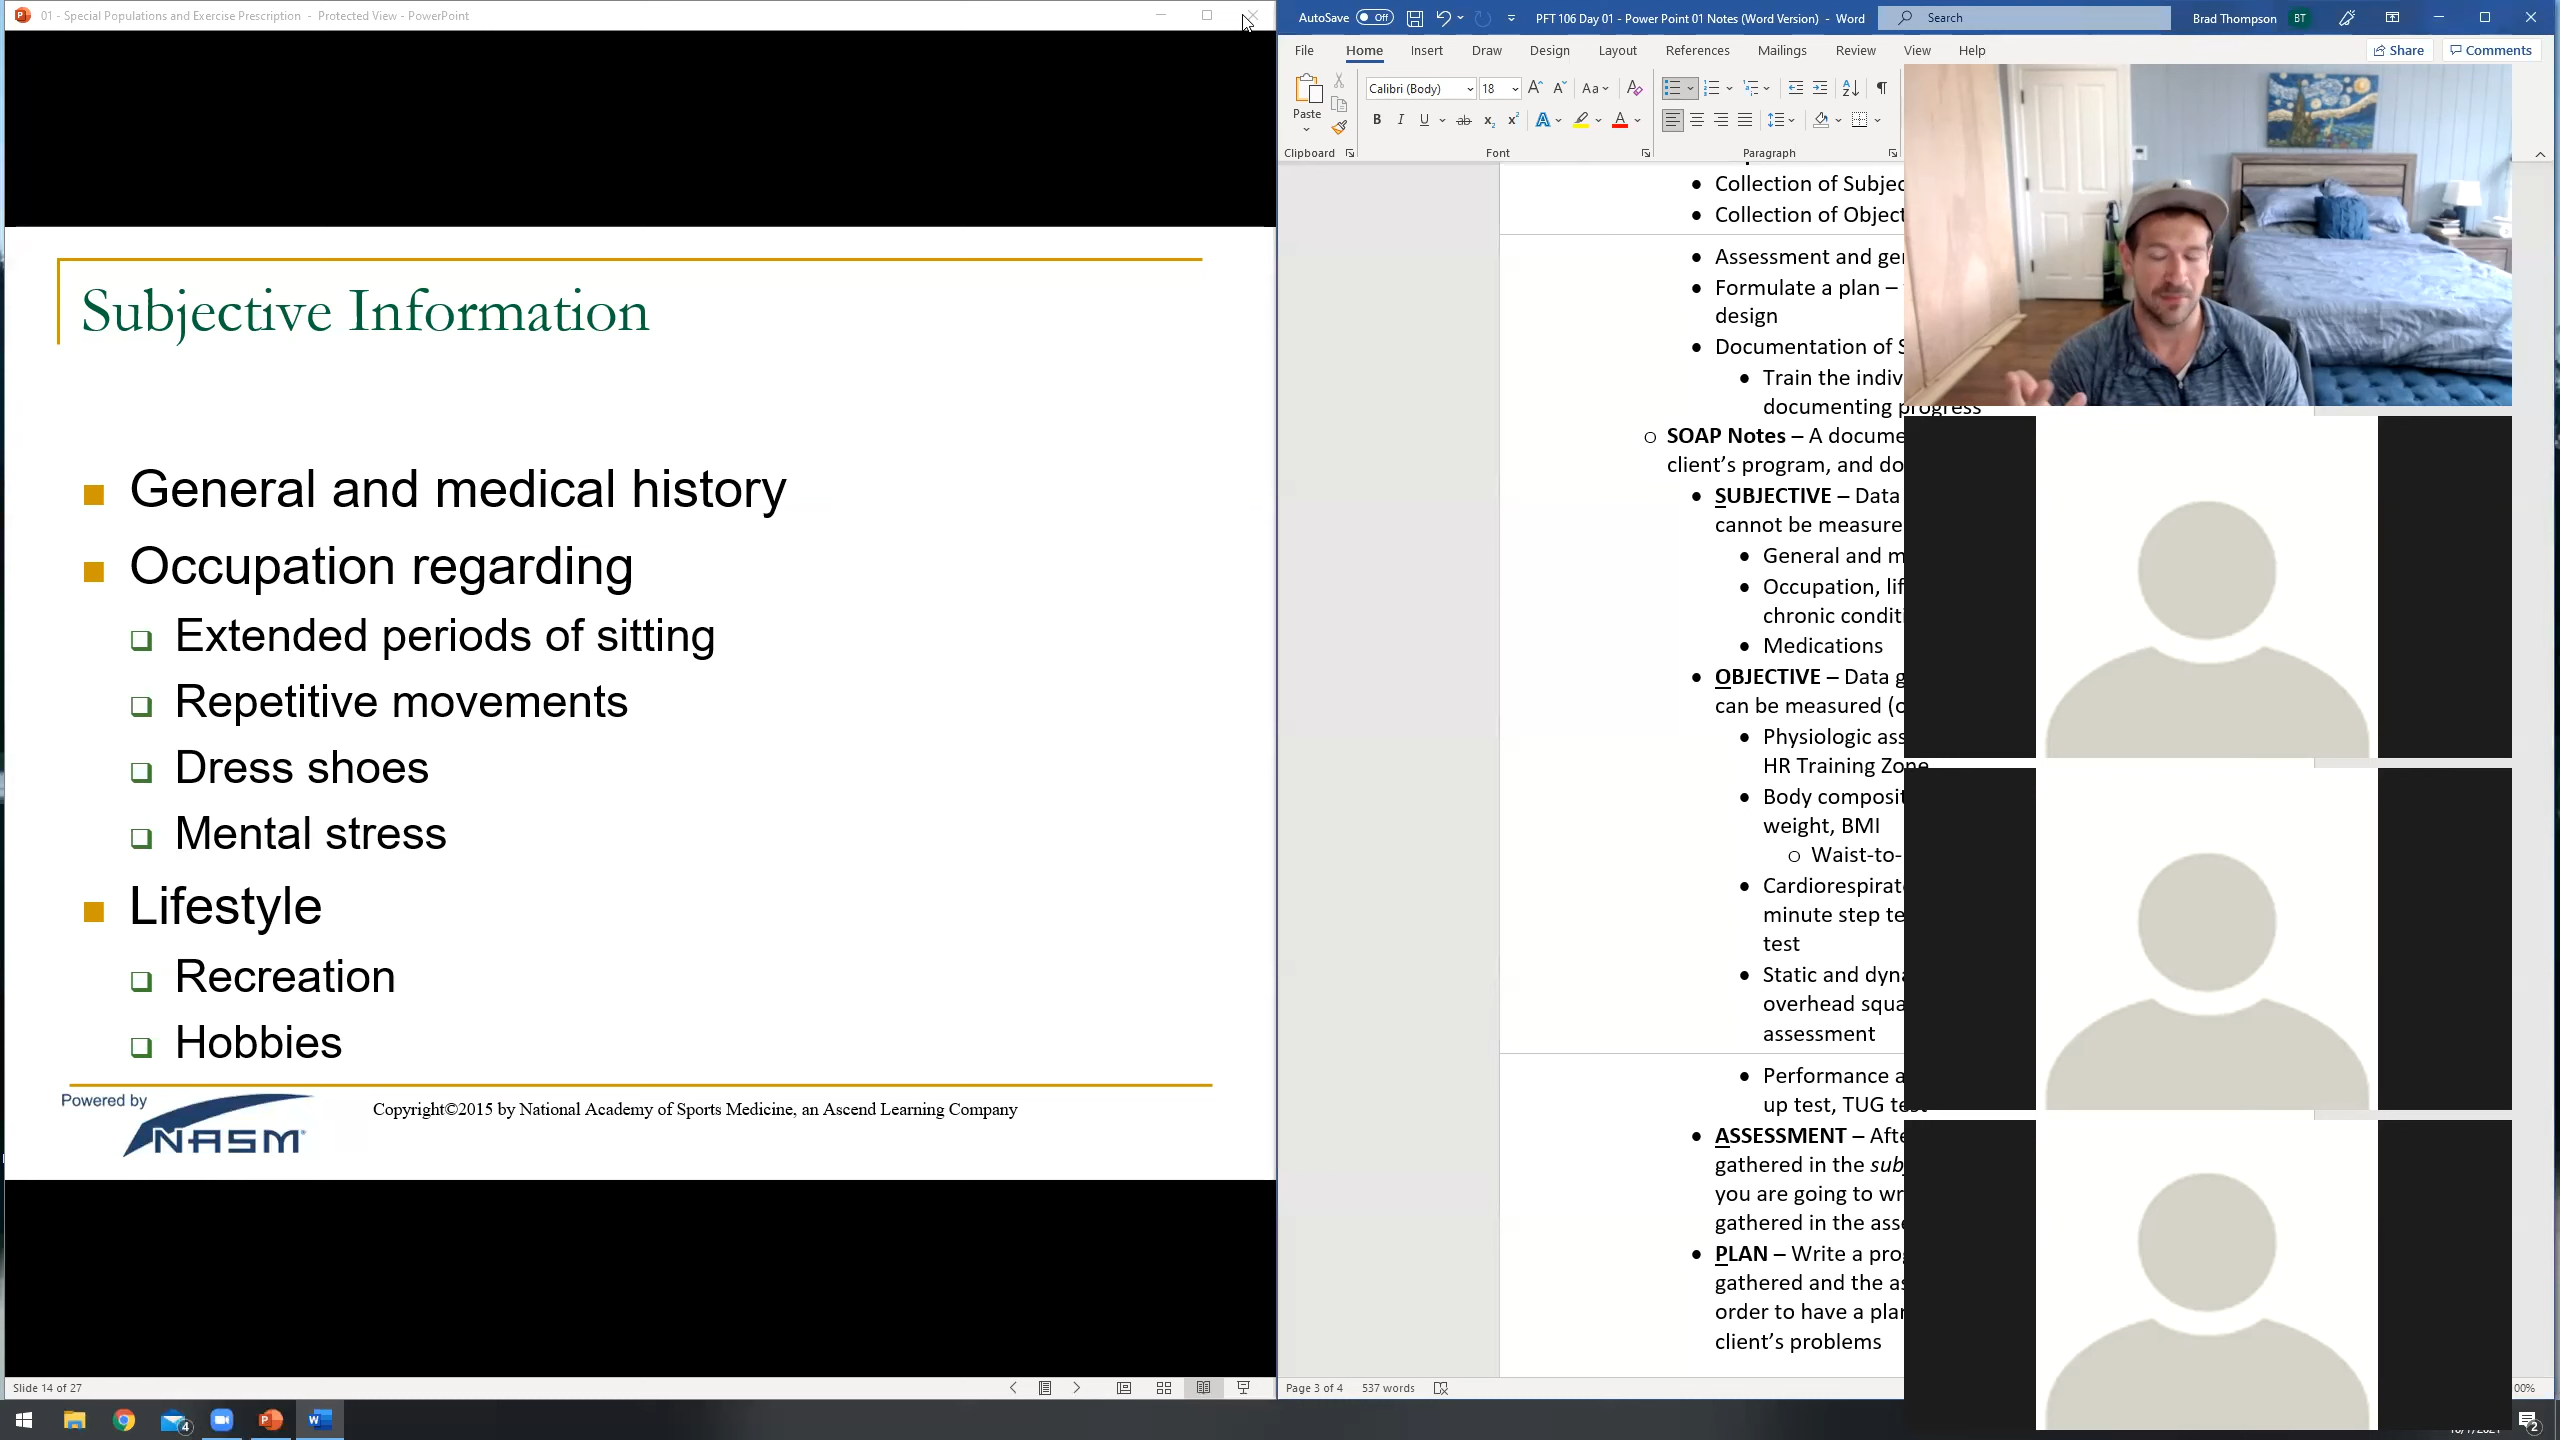 01 - Special Populations and Exercise Prescription - Protected View - PowerPoint
Subjective Information
General and medical history
Occupation regarding
Extended periods of sitting
Repetitive movements
Dress shoes
Mental stress
Lifestyle
Recreation
Hobbies
Powered by
NASM
Copyright©2015 by National Academy of Sports Medicine, an Ascend Learning Company
Slide 14 of 27
AutoSave Off
PFT 106 Day 01 - Power Point 01 Notes (Word Version) - Word
Search
Brad Thompson BT
File Home Insert Draw Design Layout References Mailings Review View Help
Share Comments
Paste
Calibri (Body) 18
Clipboard Font Paragraph
Collection of Subjec
Collection of Object
Assessment and ge
Formulate a plan –
design
Documentation of S
Train the indiv
documenting progress
SOAP Notes – A docume
client’s program, and do
SUBJECTIVE – Data
cannot be measure
General and m
Occupation, lif
chronic conditi
Medications
OBJECTIVE – Data g
can be measured (o
Physiologic ass
HR Training Zone
Body composit
weight, BMI
Waist-to-
Cardiorespirat
minute step te
test
Static and dyna
overhead squa
assessment
Performance a
up test, TUG test
ASSESSMENT – Afte
gathered in the sub
you are going to wr
gathered in the asse
PLAN – Write a pro
gathered and the as
order to have a plan
client’s problems
Page 3 of 4 537 words
00%
4
2